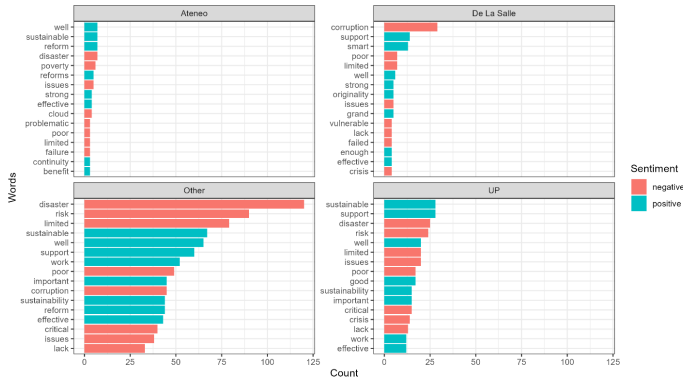 Ateneo
well
sustainable
reform
disaster
poverty
reforms
issues
strong
effective
cloud
problematic
poor
limited
failure
continuity
benefit
De La Salle
corruption
support
smart
poor
limited
well
strong
originality
issues
grand
vulnerable
lack
failed
enough
effective
crisis
Other
disaster
risk
limited
sustainable
well
support
work
poor
important
corruption
sustainability
reform
effective
critical
issues
lack
0 25 50 75 100 125
UP
sustainable
support
disaster
risk
well
limited
issues
poor
good
sustainability
important
critical
crisis
lack
work
effective
0 25 50 75 100 125
Words
Count
Sentiment
negative
positive